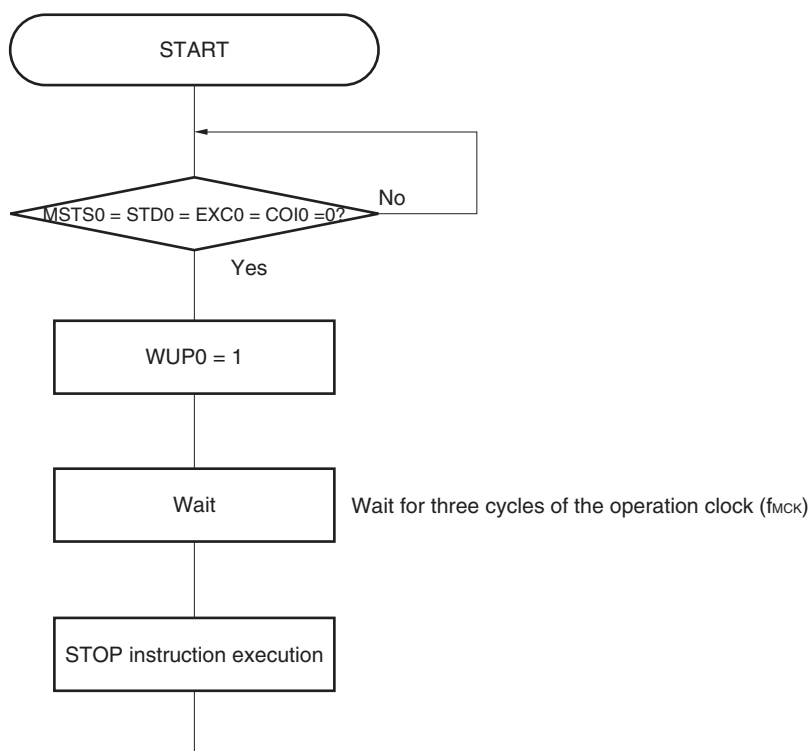 START
MSTS0 = STD0 = EXC0 = COI0 =0?
No
Yes
WUP0 = 1
Wait
Wait for three cycles of the operation clock (fMCK)
STOP instruction execution